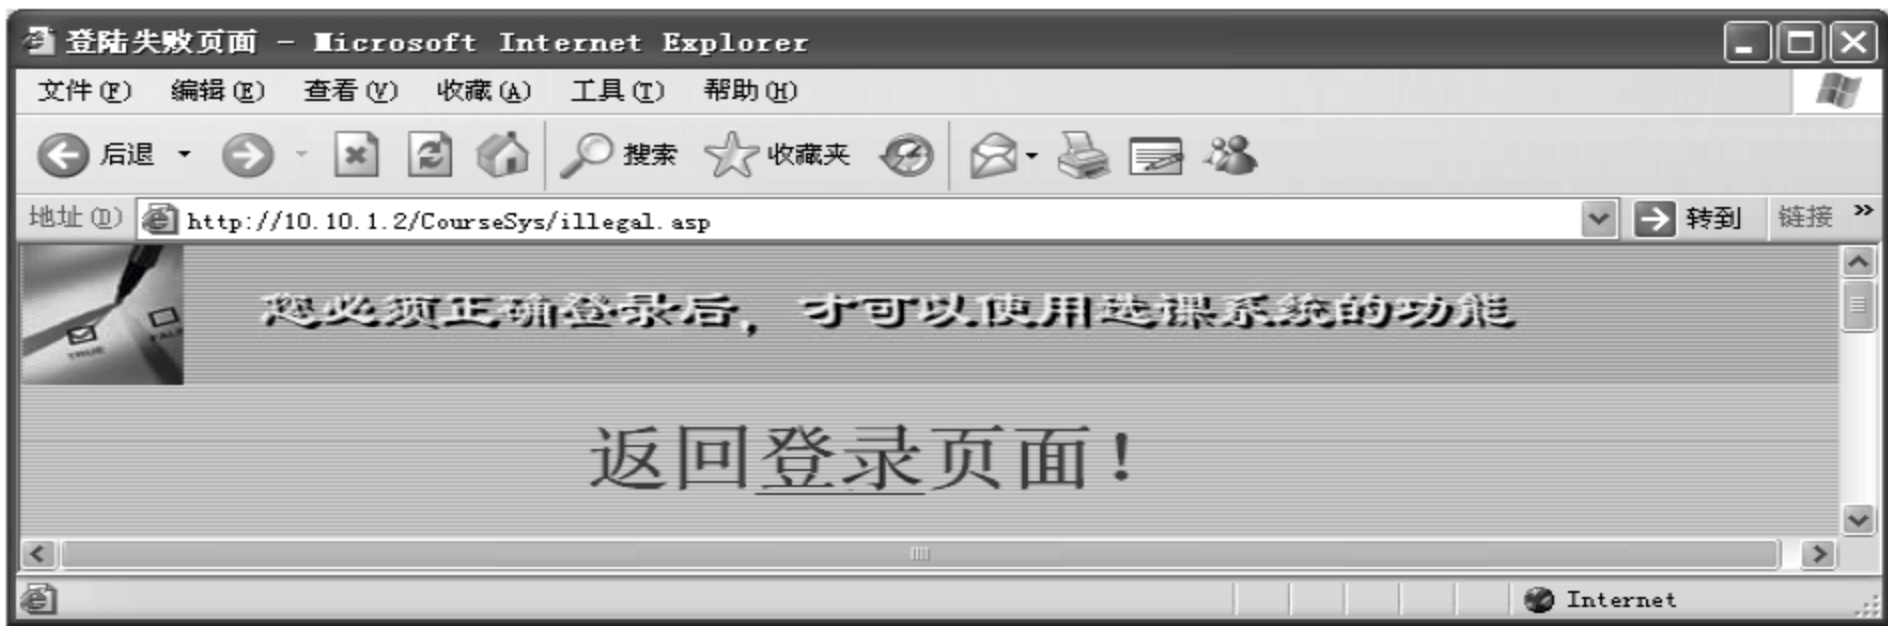 登陆失败页面 - Microsoft Internet Explorer
文件(F) 编辑(E) 查看(V) 收藏(A) 工具(T) 帮助(H)
后退 搜索 收藏夹
地址(D) http://10.10.1.2/CourseSys/illegal.asp 转到 链接 »
TRUE
您必须正确登录后，才可以使用选课系统的功能
返回登录页面！
Internet